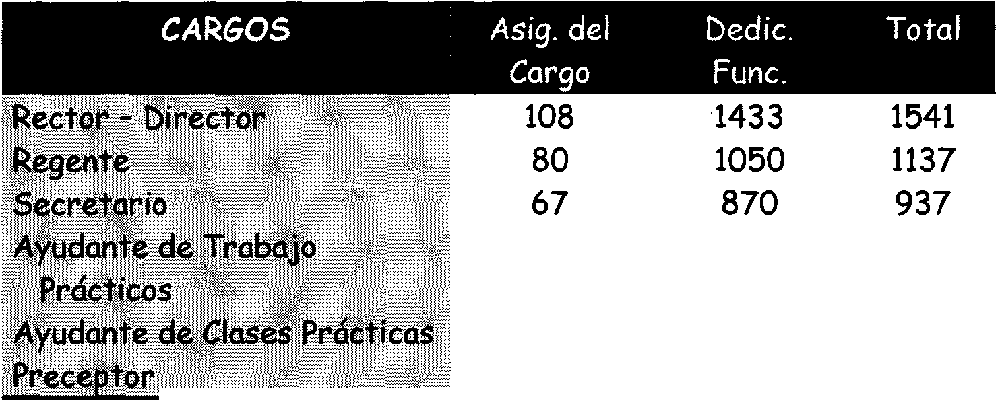 CARGOS Asig. del Dedic. Total
Cargo Func.
Rector – Director 108 1433 1541
Regente 80 1050 1137
Secretario 67 870 937
Ayudante de Trabajo
Prácticos
Ayudante de Clases Prácticas
Preceptor